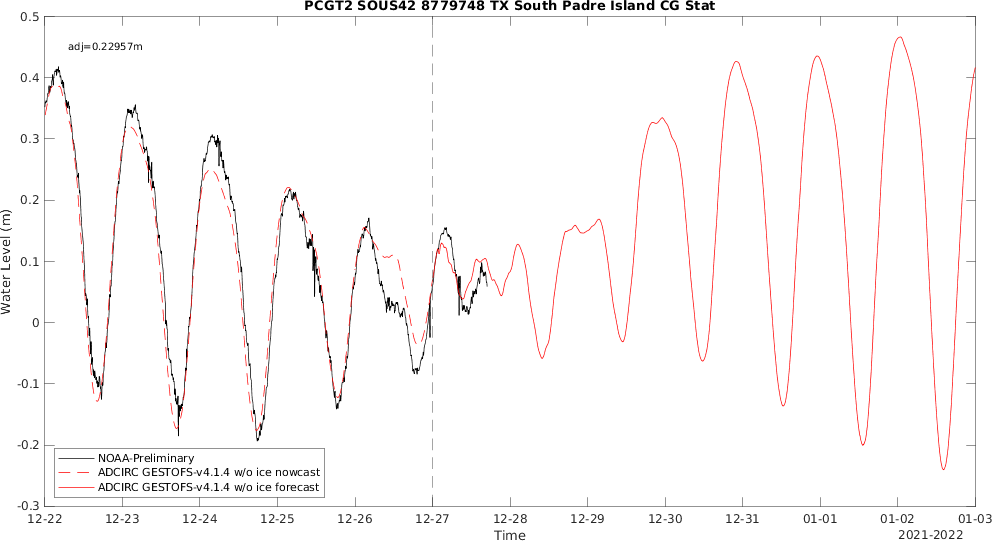 PCGT2 SOUS42 8779748 TX South Padre Island CG Stat
adj=0.22957m
0.5
0.4
0.3
0.2
0.1
0
-0.1
-0.2
-0.3
Water Level (m)
NOAA-Preliminary
ADCIRC GESTOFS-v4.1.4 w/o ice nowcast
ADCIRC GESTOFS-v4.1.4 w/o ice forecast
12-22 12-23 12-24 12-25 12-26 12-27 12-28 12-29 12-30 12-31 01-01 01-02 01-03
Time
2021-2022